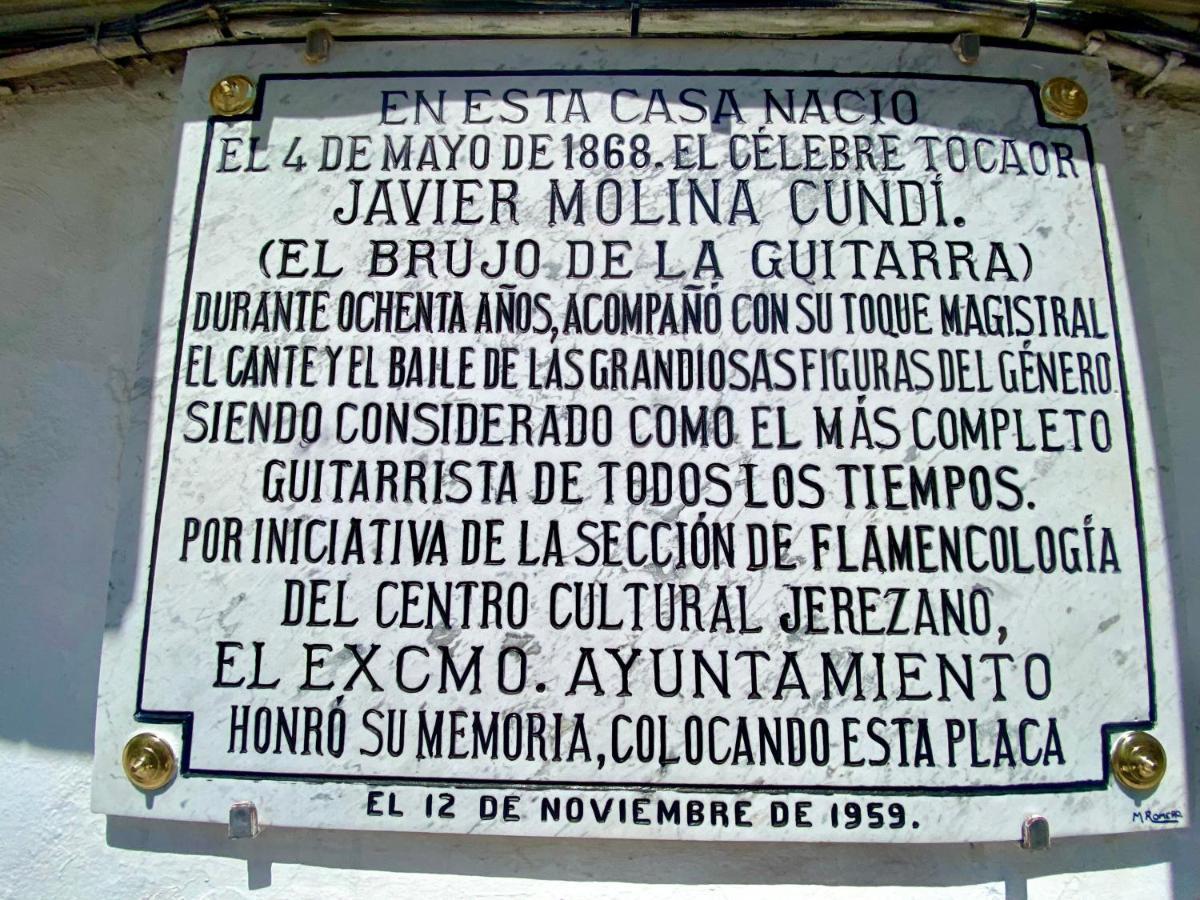 EN ESTA CASA NACIO
EL 4 DE MAYO DE 1868. EL CÉLEBRE TOCAOR
JAVIER MOLINA CUNDÍ.
(EL BRUJO DE LA GUITARRA)
DURANTE OCHENTA AÑOS, ACOMPAÑÓ CON SU TOQUE MAGISTRAL
EL CANTE Y EL BAILE DE LAS GRANDIOSAS FIGURAS DEL GÉNERO
SIENDO CONSIDERADO COMO EL MÁS COMPLETO
GUITARRISTA DE TODOS LOS TIEMPOS.
POR INICIATIVA DE LA SECCIÓN DE FLAMENCOLOGÍA
DEL CENTRO CULTURAL JEREZANO,
EL EXCMO. AYUNTAMIENTO
HONRÓ SU MEMORIA, COLOCANDO ESTA PLACA
EL 12 DE NOVIEMBRE DE 1959.
M. ROMERO